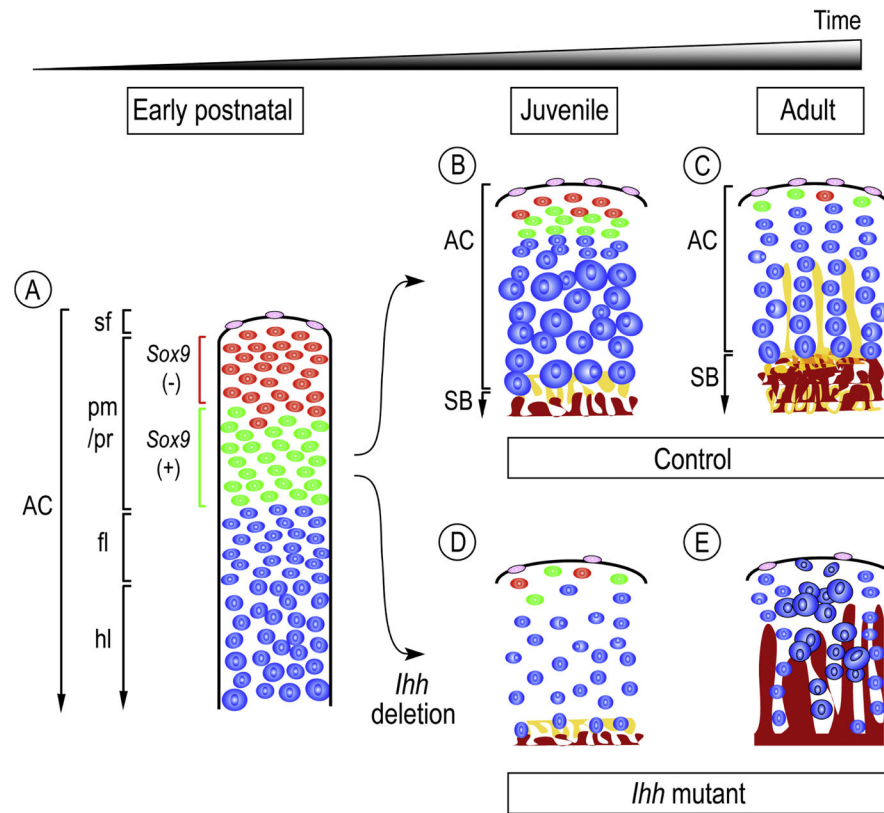 Time
Early postnatal
Juvenile
Adult
B
C
AC
AC
A
sf
Sox9
(-)
pm
/pr
Sox9
(+)
SB
SB
Control
AC
fl
D
E
hl
Ihh
deletion
Ihh mutant